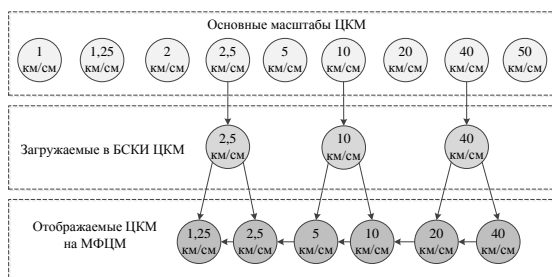 Основные масштабы ЦКМ
1 км/см
1,25 км/см
2 км/см
2,5 км/см
5 км/см
10 км/см
20 км/см
40 км/см
50 км/см
Загружаемые в БСКИ ЦКМ
2,5 км/см
10 км/см
40 км/см
Отображаемые ЦКМ
на МФЦМ
1,25 км/см
2,5 км/см
5 км/см
10 км/см
20 км/см
40 км/см